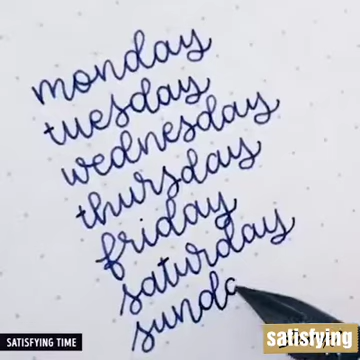 monday
tuesday
wednesday
thursday
friday
saturday
sunda
SATISFYING TIME
satisfying